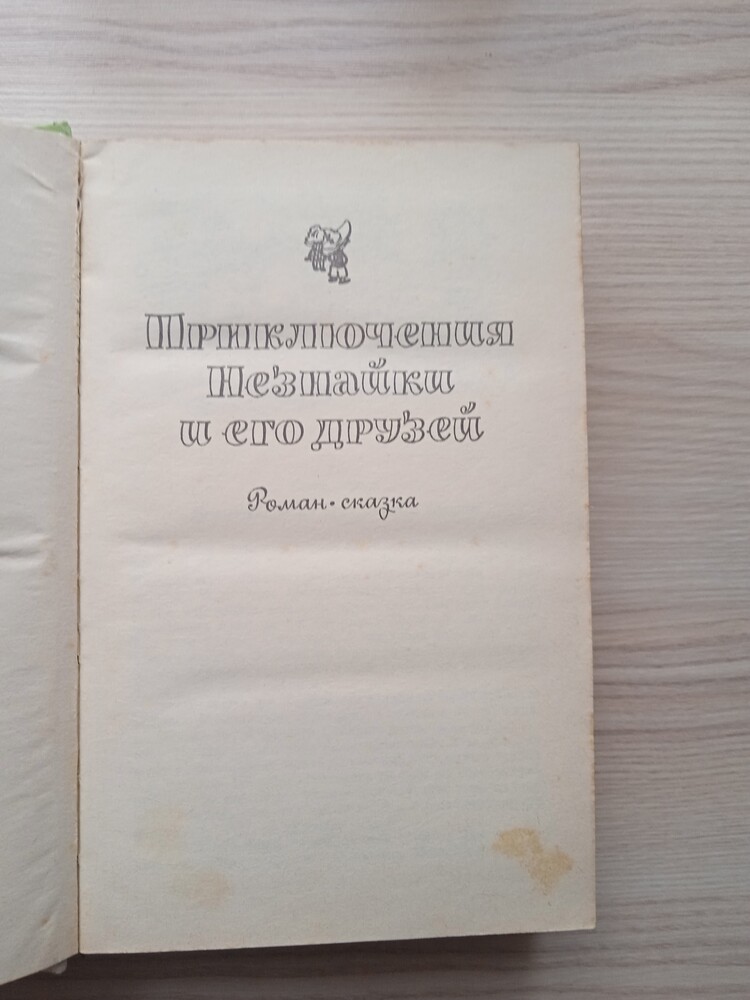 Приключения
Незнайки
и его друзей
Роман·сказка